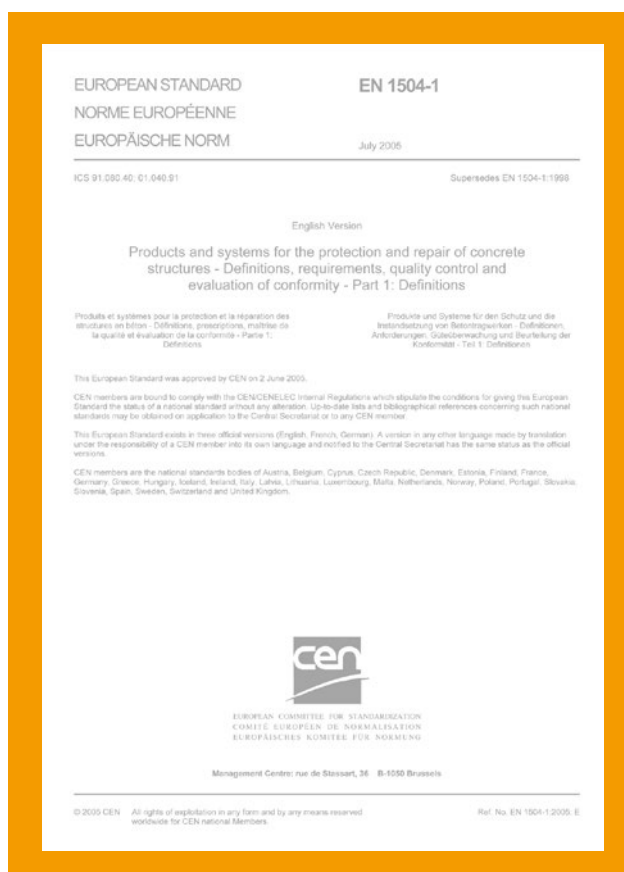 EUROPEAN STANDARD
NORME EUROPÉENNE
EUROPÄISCHE NORM
EN 1504-1
July 2005
ICS 91.080.40; 01.040.91
Supersedes EN 1504-1:1998
English Version
Products and systems for the protection and repair of concrete
structures - Definitions, requirements, quality control and
evaluation of conformity - Part 1: Definitions
Produits et systèmes pour la protection et la réparation des
structures en béton - Définitions, prescriptions, maîtrise de
la qualité et évaluation de la conformité - Partie 1:
Définitions
Produkte und Systeme für den Schutz und die
Instandsetzung von Betontragwerken - Definitionen,
Anforderungen, Güteüberwachung und Beurteilung der
Konformität - Teil 1: Definitionen
This European Standard was approved by CEN on 2 June 2005.
CEN members are bound to comply with the CEN/CENELEC Internal Regulations which stipulate the conditions for giving this European
Standard the status of a national standard without any alteration. Up-to-date lists and bibliographical references concerning such national
standards may be obtained on application to the Central Secretariat or to any CEN member.
This European Standard exists in three official versions (English, French, German). A version in any other language made by translation
under the responsibility of a CEN member into its own language and notified to the Central Secretariat has the same status as the official
versions.
CEN members are the national standards bodies of Austria, Belgium, Cyprus, Czech Republic, Denmark, Estonia, Finland, France,
Germany, Greece, Hungary, Iceland, Ireland, Italy, Latvia, Lithuania, Luxembourg, Malta, Netherlands, Norway, Poland, Portugal, Slovakia,
Slovenia, Spain, Sweden, Switzerland and United Kingdom.
cen
EUROPEAN COMMITTEE FOR STANDARDIZATION
COMITÉ EUROPÉEN DE NORMALISATION
EUROPÄISCHES KOMITEE FÜR NORMUNG
Management Centre: rue de Stassart, 36 B-1050 Brussels
© 2005 CEN All rights of exploitation in any form and by any means reserved
worldwide for CEN national Members.
Ref. No. EN 1504-1:2005: E